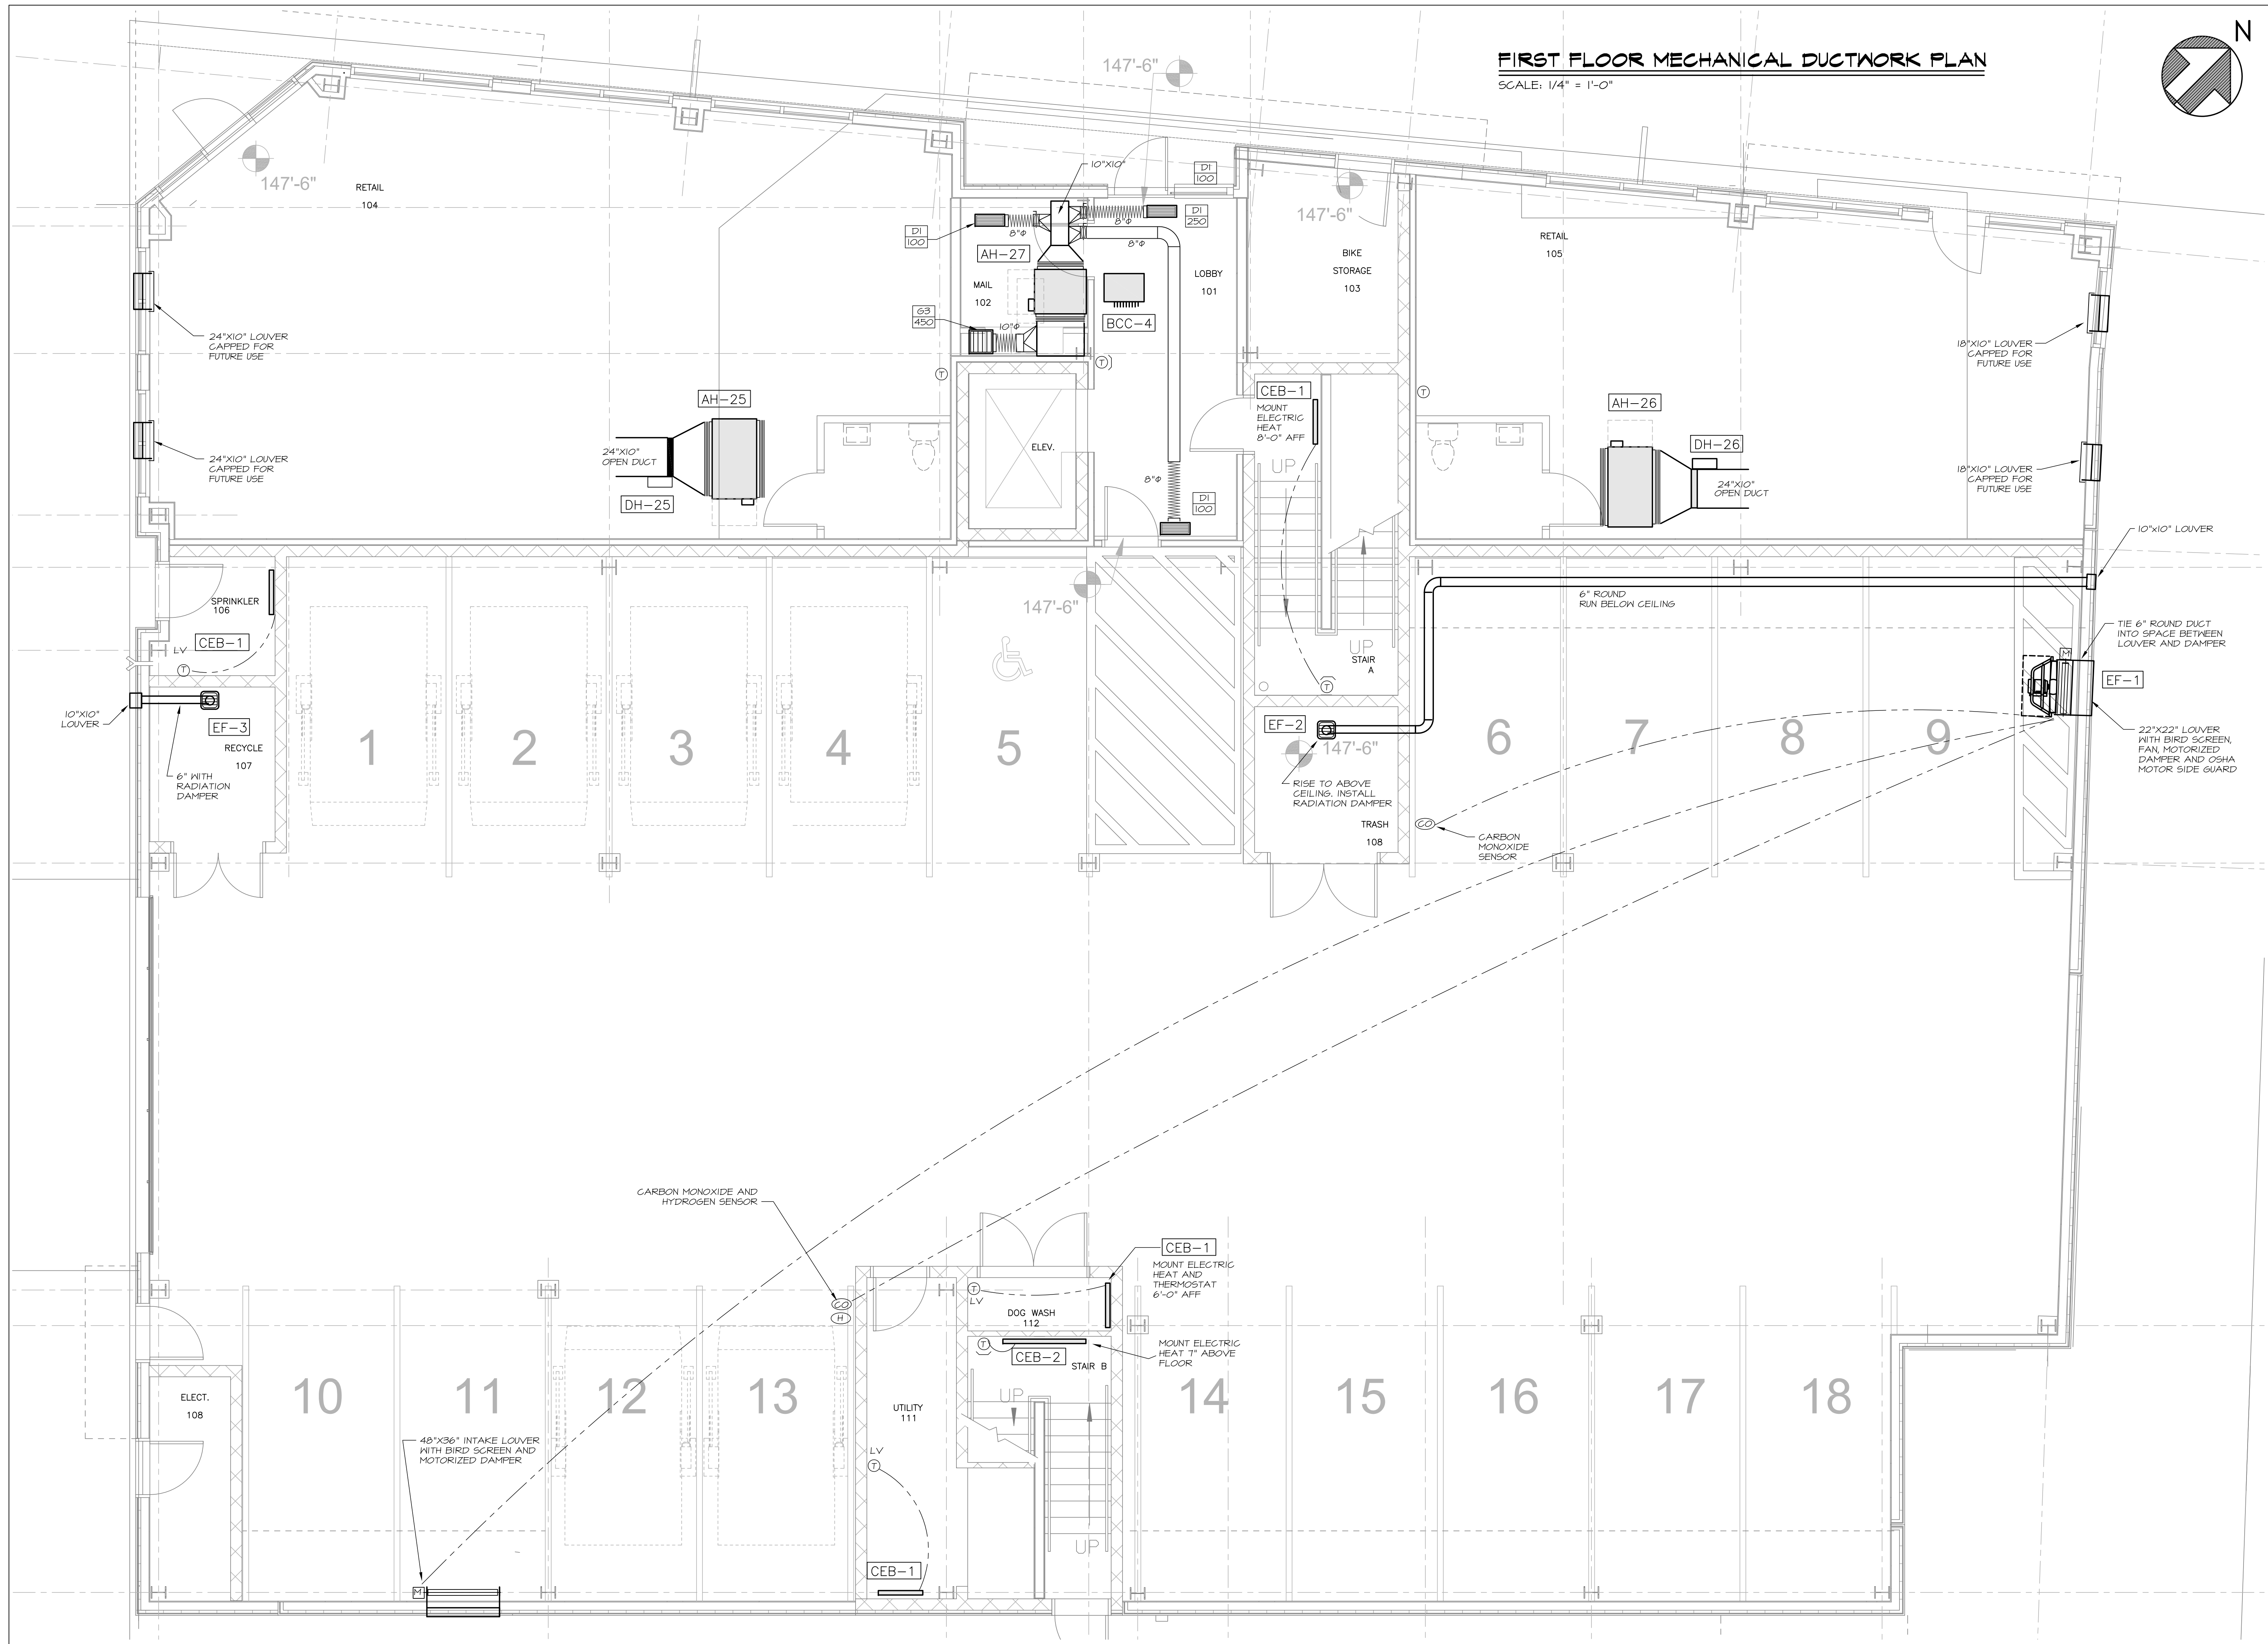 FIRST FLOOR MECHANICAL DUCTWORK PLAN
SCALE: 1/4" = 1'-0"
N
147'-6"
147'-6"
RETAIL
104
10"X10"
D1
100
D1
250
D1
100
8"Φ
8"Φ
8"Φ
AH-27
MAIL
102
LOBBY
101
BCC-4
G3
450
10"Φ
T
T
147'-6"
BIKE
STORAGE
103
RETAIL
105
24"X10" LOUVER
CAPPED FOR
FUTURE USE
24"X10" LOUVER
CAPPED FOR
FUTURE USE
18"X10" LOUVER
CAPPED FOR
FUTURE USE
18"X10" LOUVER
CAPPED FOR
FUTURE USE
AH-25
24"X10"
OPEN DUCT
DH-25
ELEV.
8"Φ
D1
100
CEB-1
MOUNT
ELECTRIC
HEAT
8'-0" AFF
UP
T
AH-26
DH-26
24"X10"
OPEN DUCT
10"x10" LOUVER
SPRINKLER
106
CEB-1
LV
T
147'-6"
6" ROUND
RUN BELOW CEILING
TIE 6" ROUND DUCT
INTO SPACE BETWEEN
LOUVER AND DAMPER
M
EF-1
22"X22" LOUVER
WITH BIRD SCREEN,
FAN, MOTORIZED
DAMPER AND OSHA
MOTOR SIDE GUARD
UP
STAIR
A
T
10"X10"
LOUVER
EF-3
RECYCLE
107
6" WITH
RADIATION
DAMPER
1
2
3
4
5
EF-2
147'-6"
RISE TO ABOVE
CEILING. INSTALL
RADIATION DAMPER
TRASH
108
6
7
8
9
CO
CARBON
MONOXIDE
SENSOR
CARBON MONOXIDE AND
HYDROGEN SENSOR
CO
H
CEB-1
MOUNT ELECTRIC
HEAT AND
THERMOSTAT
6'-0" AFF
T
LV
DOG WASH
112
T
CEB-2
STAIR B
MOUNT ELECTRIC
HEAT 7" ABOVE
FLOOR
ELECT.
108
10
11
12
13
UTILITY
111
UP
14
15
16
17
18
48"X36" INTAKE LOUVER
WITH BIRD SCREEN AND
MOTORIZED DAMPER
LV
T
UP
CEB-1
M